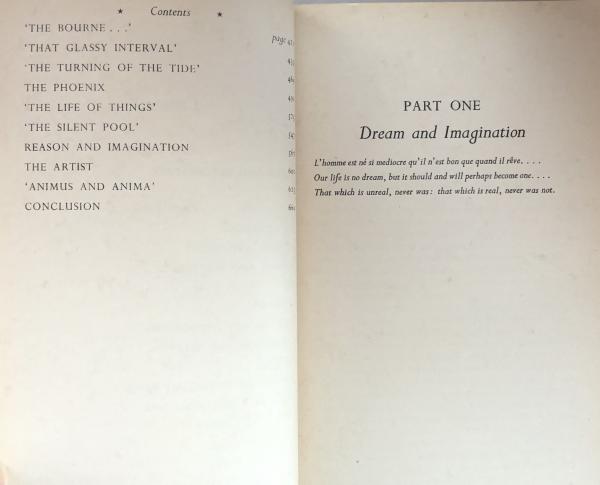 ★ Contents ★
page
'THE BOURNE . . .'
'THAT GLASSY INTERVAL'
'THE TURNING OF THE TIDE'
THE PHOENIX
'THE LIFE OF THINGS'
'THE SILENT POOL'
REASON AND IMAGINATION
THE ARTIST
'ANIMUS AND ANIMA'
CONCLUSION
PART ONE
Dream and Imagination
L'homme est né si mediocre qu'il n'est bon que quand il rêve. . . .
Our life is no dream, but it should and will perhaps become one. . . .
That which is unreal, never was: that which is real, never was not.